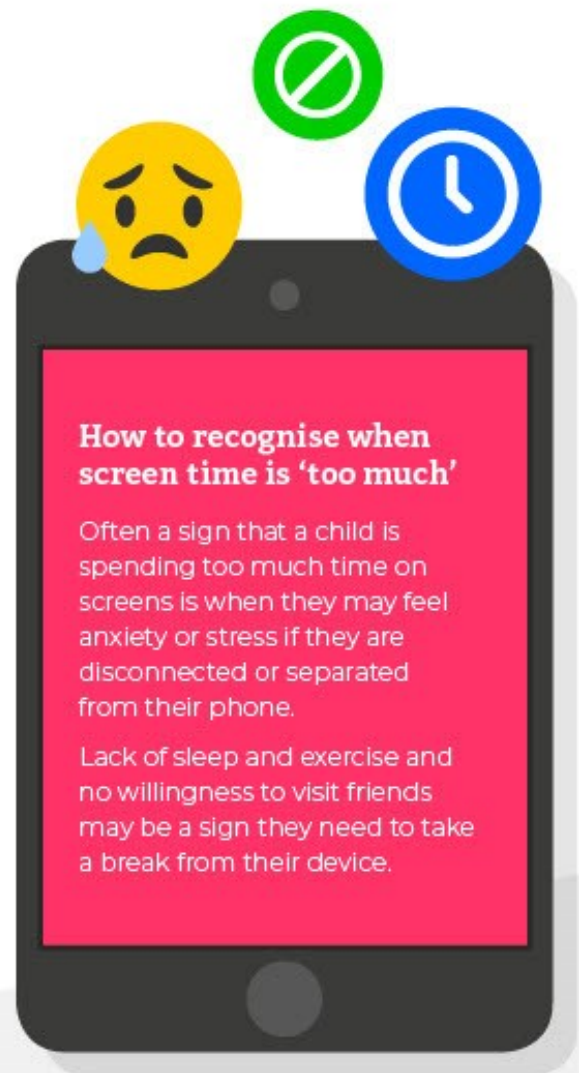 How to recognise when
screen time is ‘too much’
Often a sign that a child is
spending too much time on
screens is when they may feel
anxiety or stress if they are
disconnected or separated
from their phone.
Lack of sleep and exercise and
no willingness to visit friends
may be a sign they need to take
a break from their device.